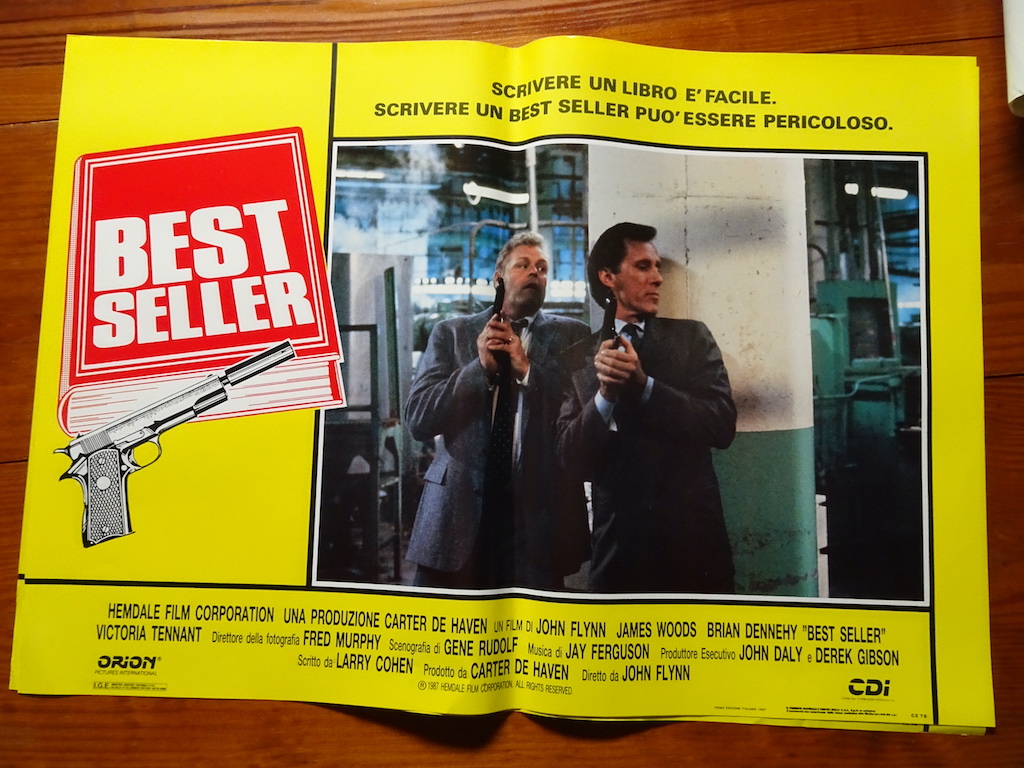 SCRIVERE UN LIBRO E' FACILE.
SCRIVERE UN BEST SELLER PUO' ESSERE PERICOLOSO.
BEST
SELLER
HEMDALE FILM CORPORATION UNA PRODUZIONE CARTER DE HAVEN UN FILM DI JOHN FLYNN JAMES WOODS BRIAN DENNEHY "BEST SELLER"
VICTORIA TENNANT Direttore della fotografia FRED MURPHY Scenografia di GENE RUDOLF Musica di JAY FERGUSON Produttore Esecutivo JOHN DALY e DEREK GIBSON
Scritto da LARRY COHEN Prodotto da CARTER DE HAVEN Diretto da JOHN FLYNN
® 1987 HEMDALE FILM CORPORATION. ALL RIGHTS RESERVED.
ORION®
PICTURES INTERNATIONAL
I.G.E.
CDI
PRIMA EDIZIONE ITALIANA 1987